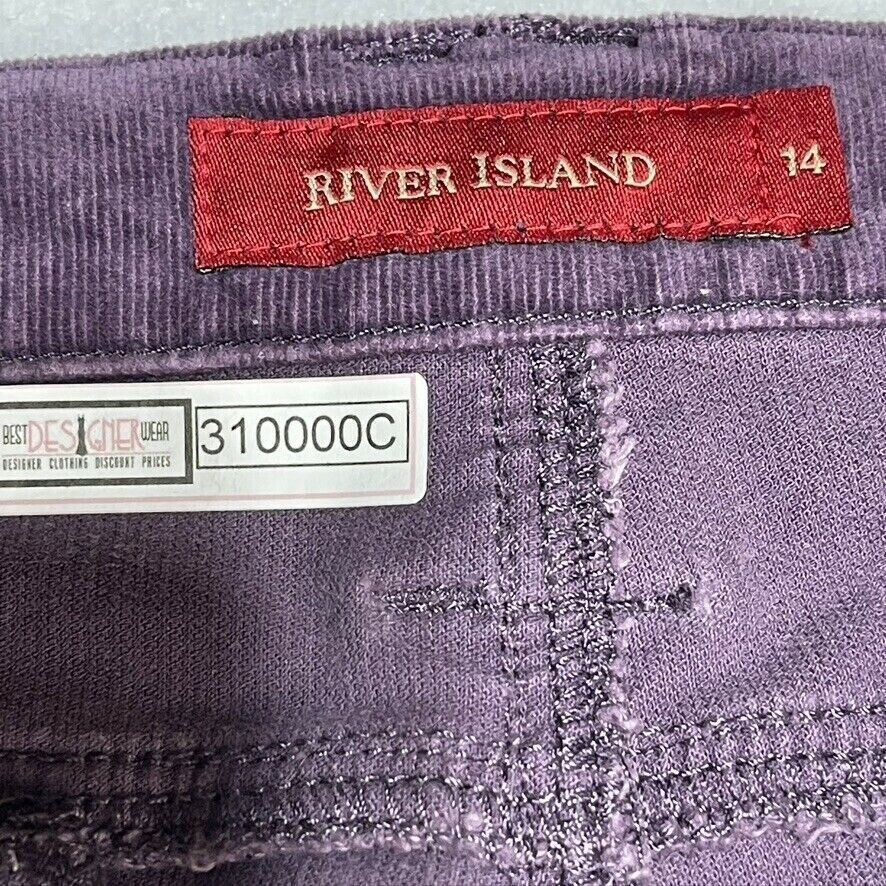 RIVER ISLAND 14
BEST DESIGNER WEAR
DESIGNER CLOTHING DISCOUNT PRICES
310000C